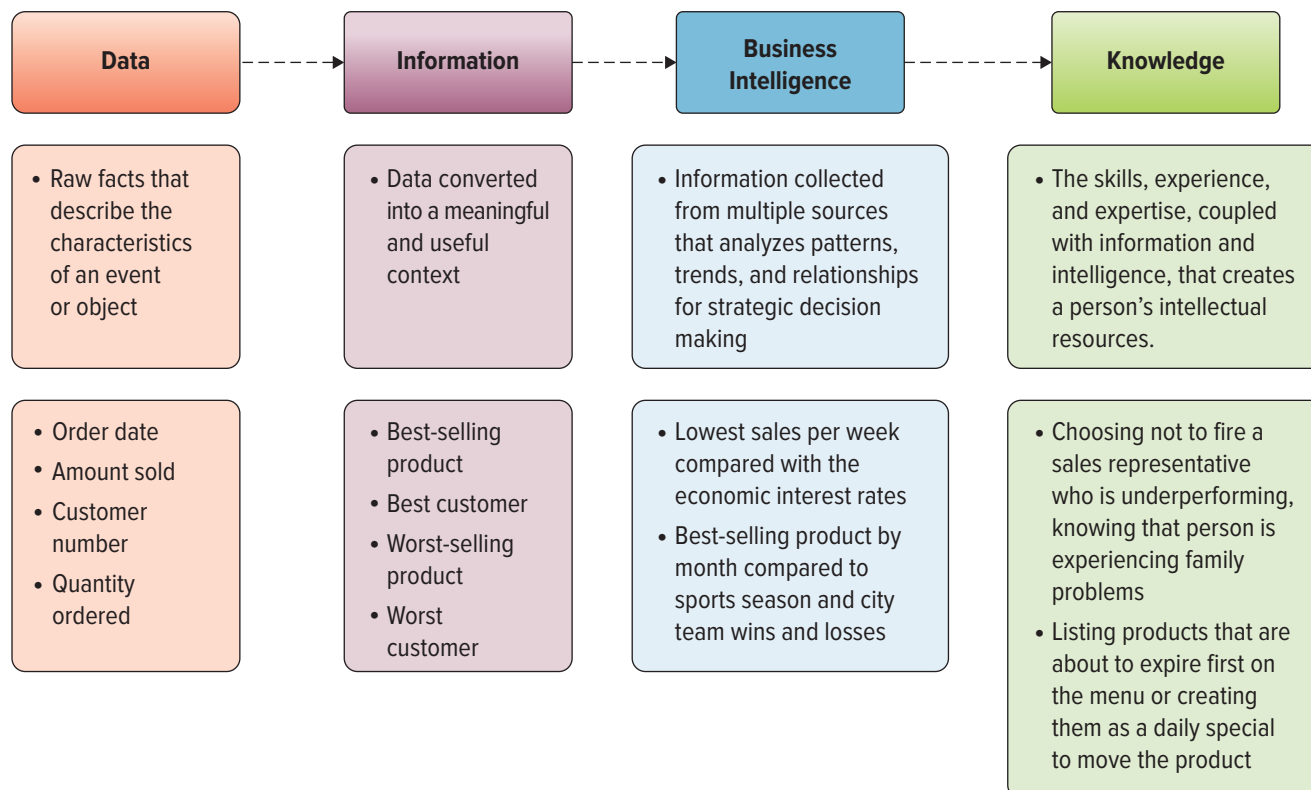 Data
Information
Business
Intelligence
Knowledge
• Raw facts that
describe the
characteristics
of an event
or object
• Data converted
into a meaningful
and useful
context
• Information collected
from multiple sources
that analyzes patterns,
trends, and relationships
for strategic decision
making
• The skills, experience,
and expertise, coupled
with information and
intelligence, that creates
a person’s intellectual
resources.
• Order date
• Amount sold
• Customer
number
• Quantity
ordered
• Best-selling
product
• Best customer
• Worst-selling
product
• Worst
customer
• Lowest sales per week
compared with the
economic interest rates
• Best-selling product by
month compared to
sports season and city
team wins and losses
• Choosing not to fire a
sales representative
who is underperforming,
knowing that person is
experiencing family
problems
• Listing products that are
about to expire first on
the menu or creating
them as a daily special
to move the product